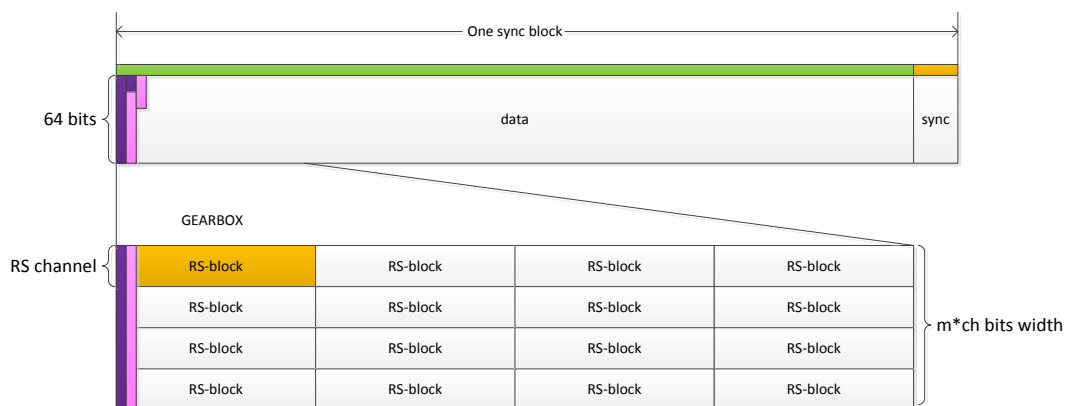 One sync block
64 bits
data
sync
GEARBOX
RS channel
RS-block RS-block RS-block RS-block
RS-block RS-block RS-block RS-block
m*ch bits width
RS-block RS-block RS-block RS-block
RS-block RS-block RS-block RS-block